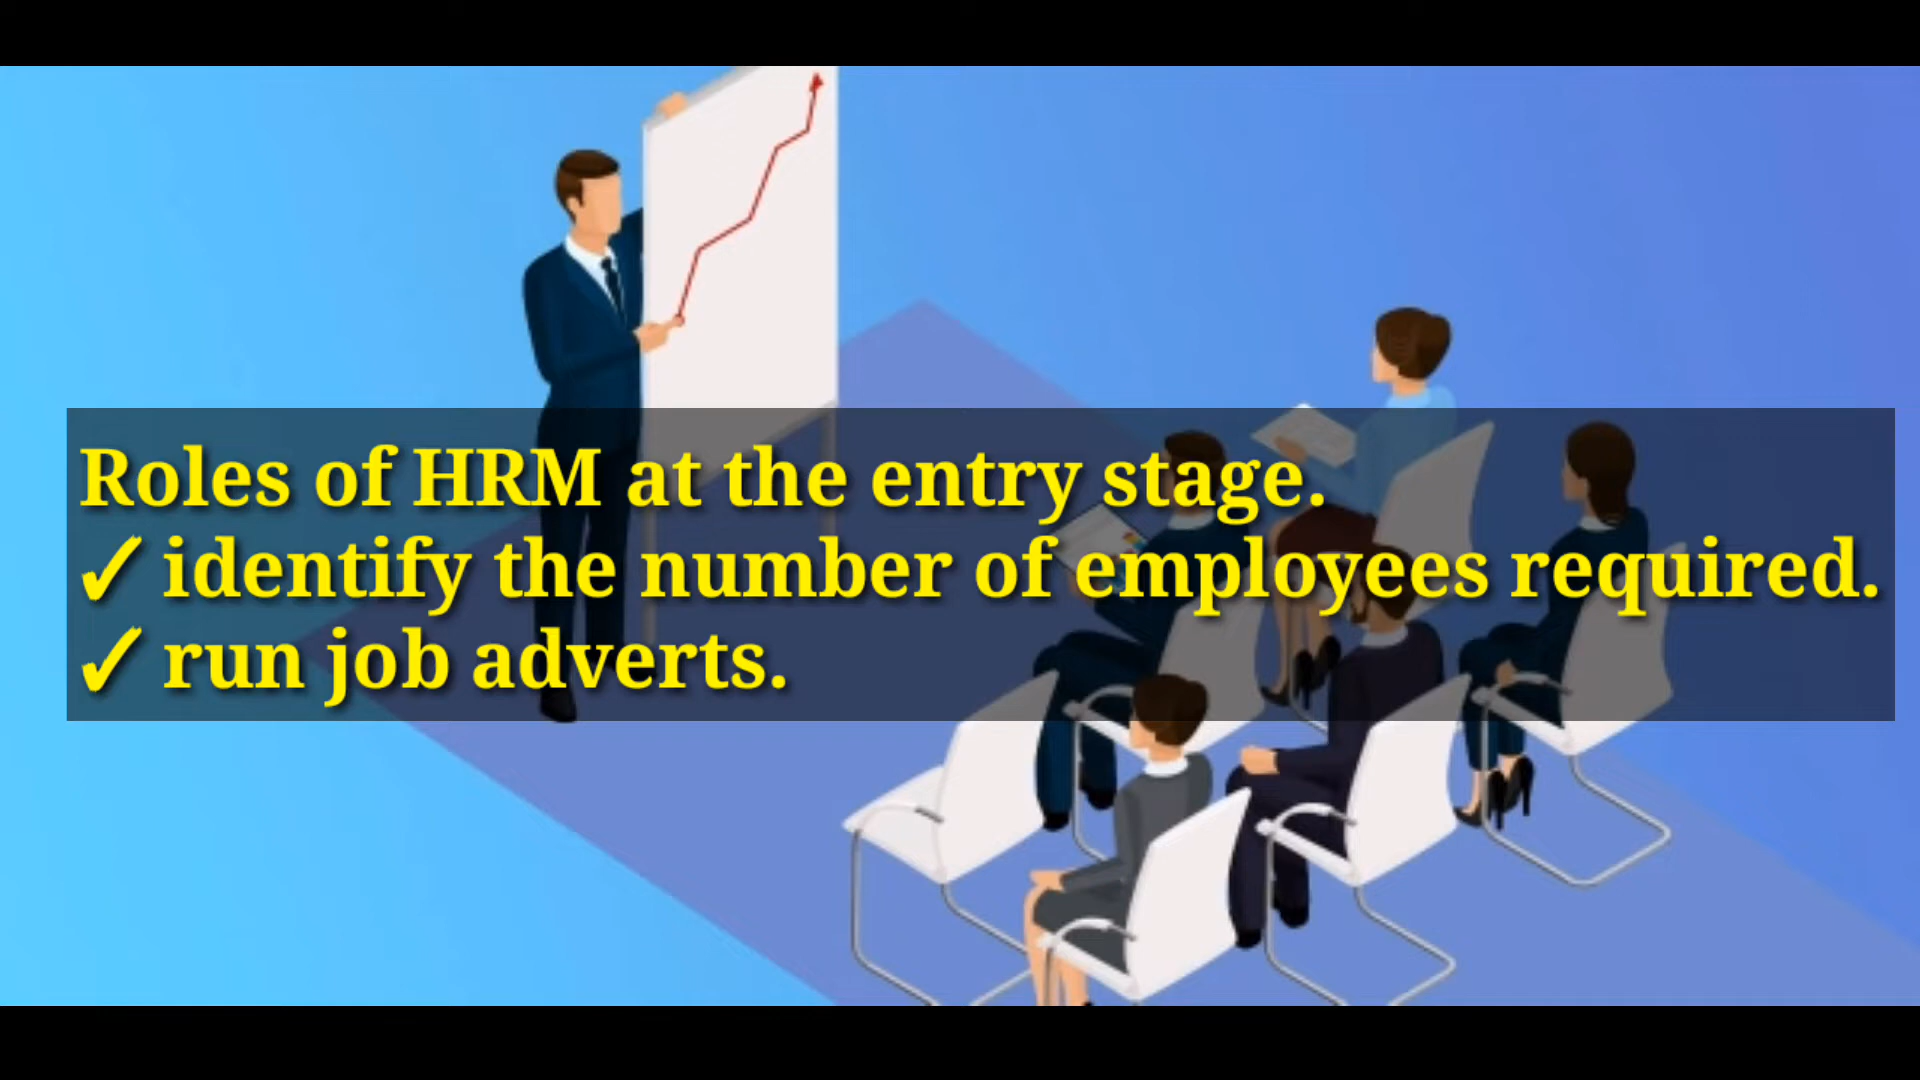 Roles of HRM at the entry stage.
✓ identify the number of employees required.
✓ run job adverts.